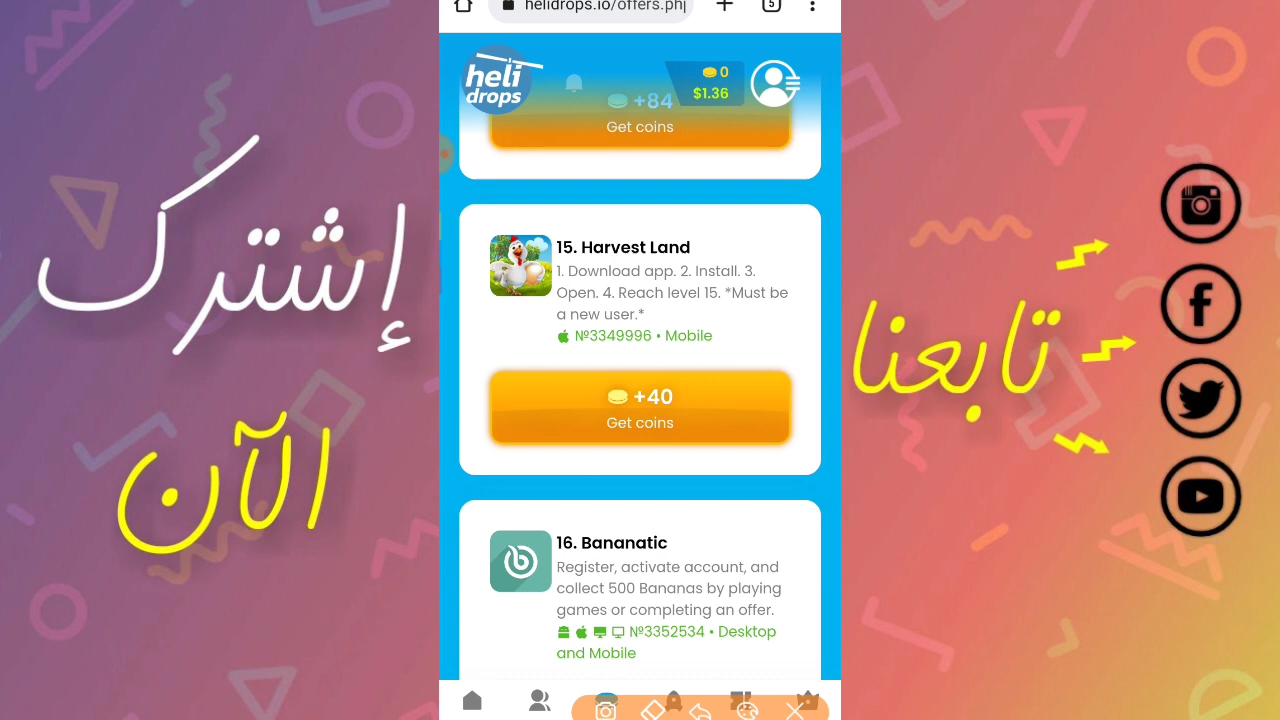 إشترك
الآن
helidrops.io/offers.php
5
heli
drops
0
$1.36
+84
Get coins
15. Harvest Land
1. Download app. 2. Install. 3.
Open. 4. Reach level 15. *Must be
a new user.*
№3349996 • Mobile
+40
Get coins
16. Bananatic
Register, activate account, and
collect 500 Bananas by playing
games or completing an offer.
№3352534 • Desktop
and Mobile
تابعنا